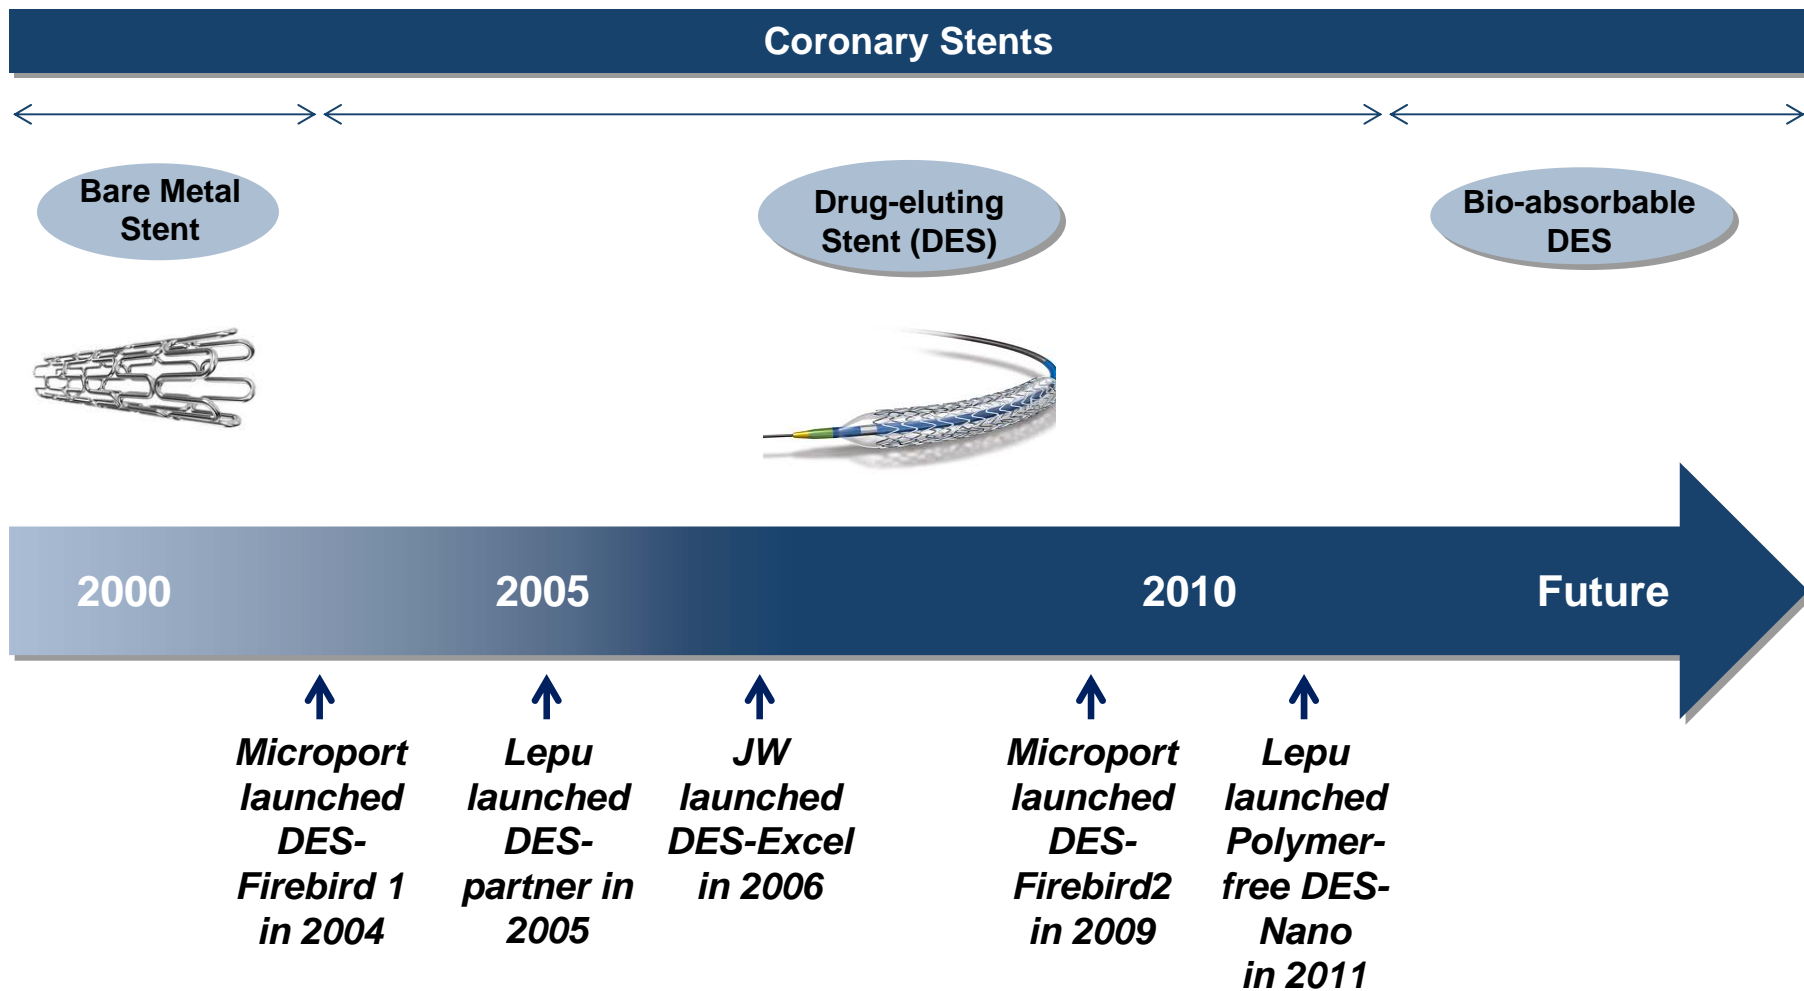 Coronary Stents
Bare Metal
Stent
Drug-eluting
Stent (DES)
Bio-absorbable
DES
2000
2005
2010
Future
Microport
launched
DES-
Firebird 1
in 2004
Lepu
launched
DES-
partner in
2005
JW
launched
DES-Excel
in 2006
Microport
launched
DES-
Firebird2
in 2009
Lepu
launched
Polymer-
free DES-
Nano
in 2011